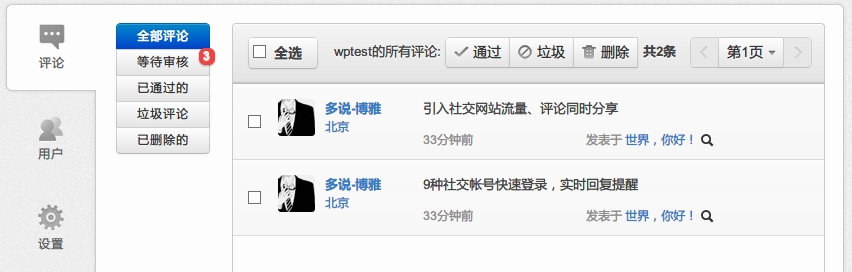 评论
用户
设置
全部评论
等待审核
3
已通过的
垃圾评论
已删除的
全选
wptest的所有评论:
通过
垃圾
删除
共2条
第1页
多说-博雅
北京
引入社交网站流量、评论同时分享
33分钟前
发表于 世界，你好！
多说-博雅
北京
9种社交帐号快速登录，实时回复提醒
33分钟前
发表于 世界，你好！